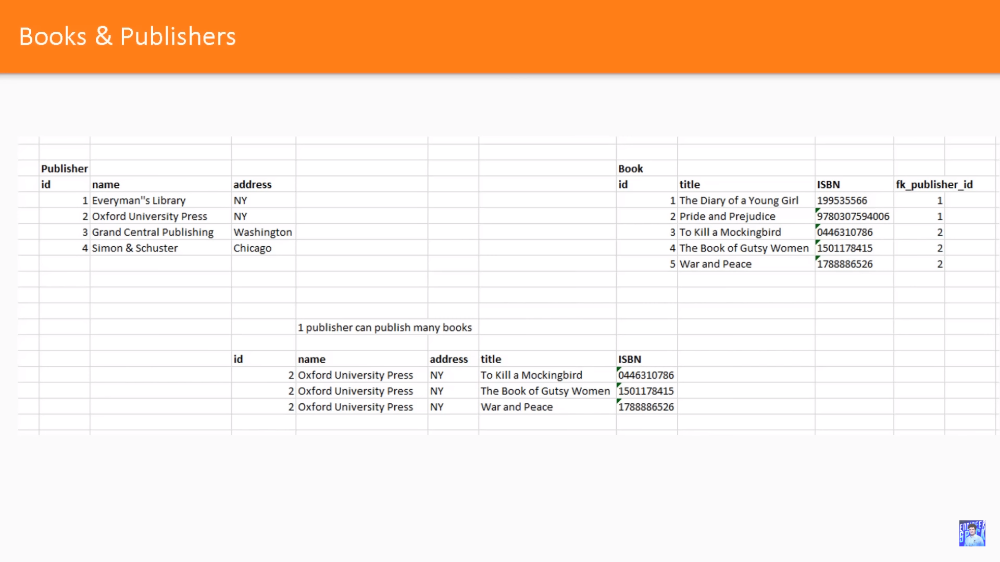 Books & Publishers
Publisher Book
id name address id title ISBN fk_publisher_id
1 Everyman"s Library NY 1 The Diary of a Young Girl 199535566 1
2 Oxford University Press NY 2 Pride and Prejudice 9780307594006 1
3 Grand Central Publishing Washington 3 To Kill a Mockingbird 0446310786 2
4 Simon & Schuster Chicago 4 The Book of Gutsy Women 1501178415 2
5 War and Peace 1788886526 2
1 publisher can publish many books
id name address title ISBN
2 Oxford University Press NY To Kill a Mockingbird 0446310786
2 Oxford University Press NY The Book of Gutsy Women 1501178415
2 Oxford University Press NY War and Peace 1788886526
ENGINEER
SPOCK